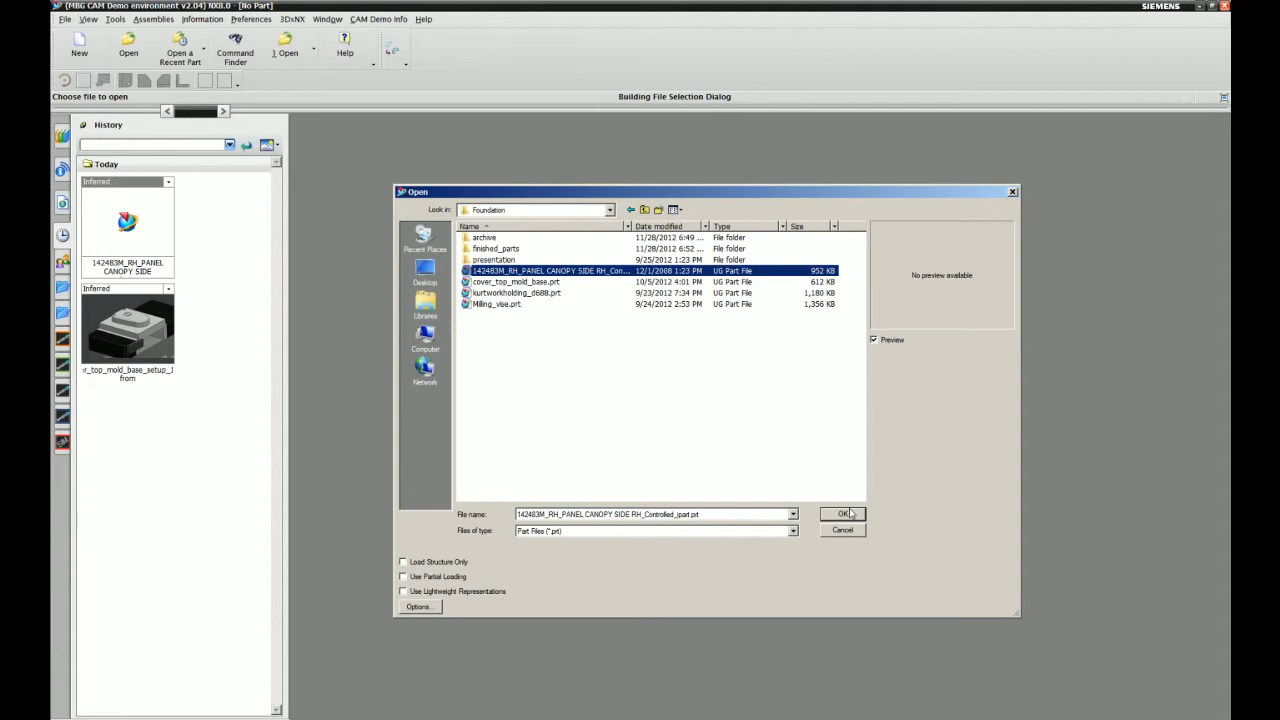 (MBG CAM Demo environment v2.04) NX8.0 - [No Part] SIEMENS
File View Tools Assemblies Information Preferences 3DxNX Window CAM Demo Info Help
New Open Open a Recent Part Command Finder 1 Open Help
Choose file to open Building File Selection Dialog
History
Today
Inferred
142483M_RH_PANEL
CANOPY SIDE
Inferred
er_top_mold_base_setup_1
from
Open
Look in: Foundation
Name Date modified Type Size
archive 11/28/2012 6:49 ... File folder
finished_parts 11/28/2012 6:52 ... File folder
presentation 9/25/2012 1:23 PM File folder
142483M_RH_PANEL CANOPY SIDE RH_Con... 12/1/2008 1:23 PM UG Part File 952 KB
cover_top_mold_base.prt 10/5/2012 4:01 PM UG Part File 612 KB
kurtworkholding_d688.prt 9/23/2012 7:34 PM UG Part File 1,180 KB
Milling_vise.prt 9/24/2012 2:53 PM UG Part File 1,356 KB
Recent Places
Desktop
Libraries
Computer
Network
No preview available
Preview
File name: 142483M_RH_PANEL CANOPY SIDE RH_Controlled_ipart.prt OK
Files of type: Part Files (*.prt) Cancel
Load Structure Only
Use Partial Loading
Use Lightweight Representations
Options...